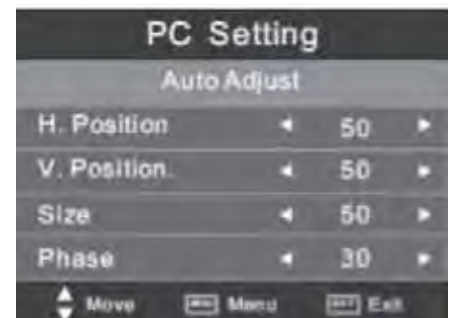 PC Setting
Auto Adjust
H. Position 50
V. Position. 50
Size 50
Phase 30
Move Menu Exit